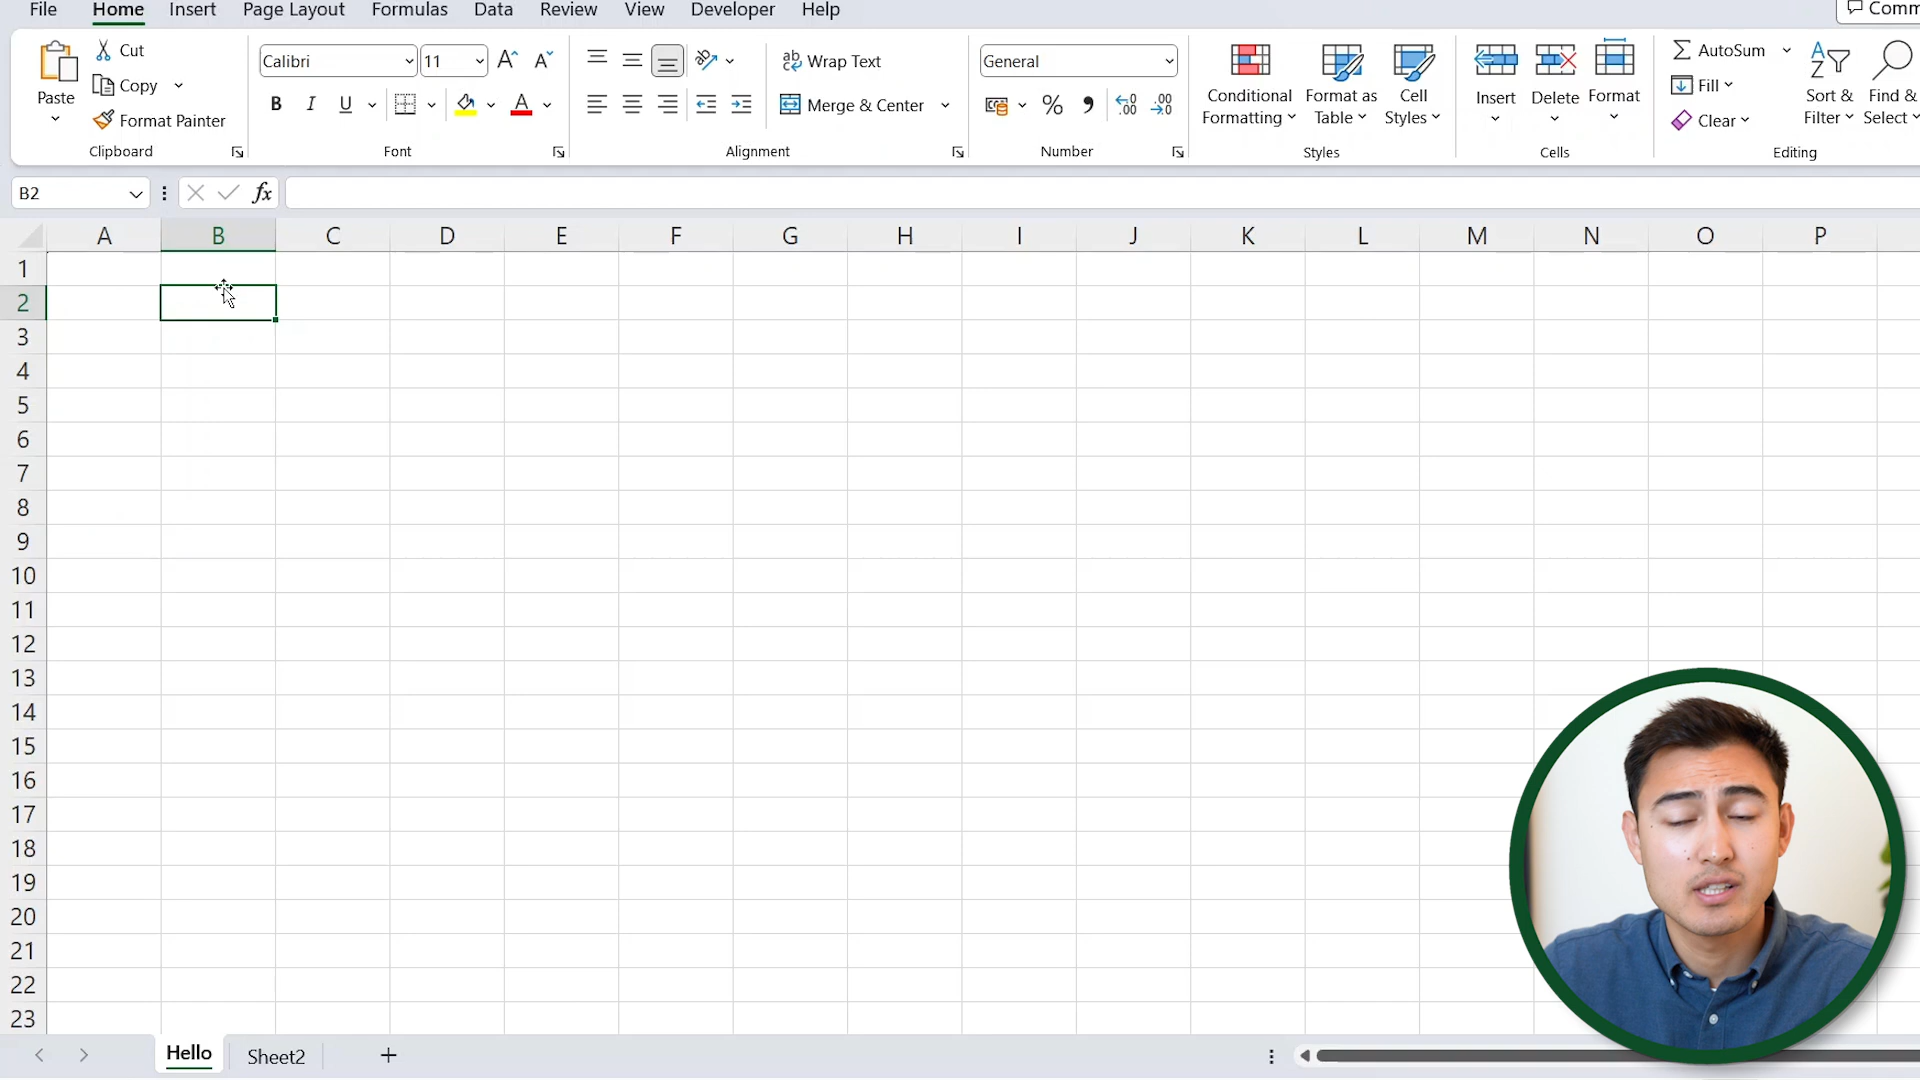 File Home Insert Page Layout Formulas Data Review View Developer Help
Paste
Cut
Copy
Format Painter
Clipboard
Calibri 11
B I U A
Font
Wrap Text
Merge & Center
Alignment
General
%
Number
Conditional
Formatting
Format as
Table
Cell
Styles
Styles
Insert Delete Format
Cells
AutoSum
Fill
Clear
Sort &
Filter
Find &
Select
Editing
B2 fx
A B C D E F G H I J K L M N O P
1
2
3
4
5
6
7
8
9
10
11
12
13
14
15
16
17
18
19
20
21
22
23
Hello Sheet2 +